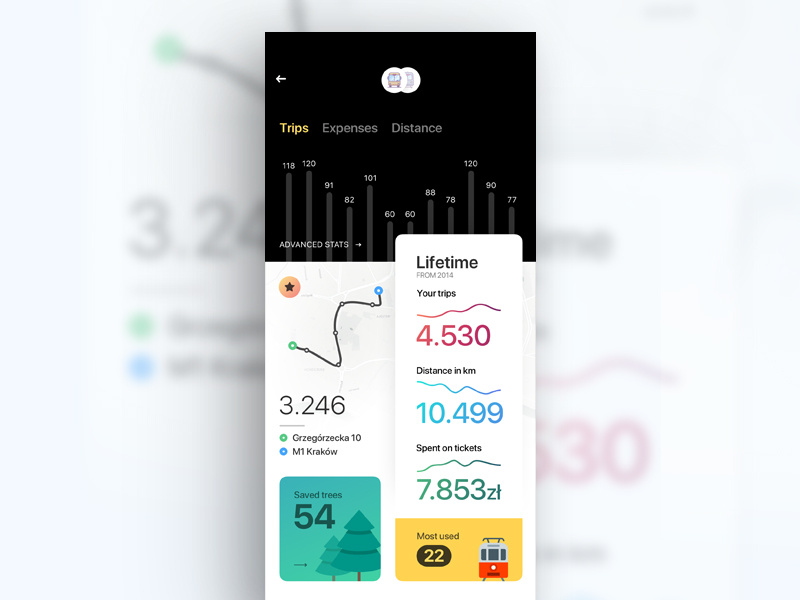 Trips Expenses Distance
118 120 91 82 101 60 60 88 78 120 90 77
ADVANCED STATS →
Lifetime
FROM 2014
Your trips
4.530
Distance in km
10.499
Spent on tickets
7.853zł
3.246
Grzegórzecka 10
M1 Kraków
Saved trees
54
Most used
22